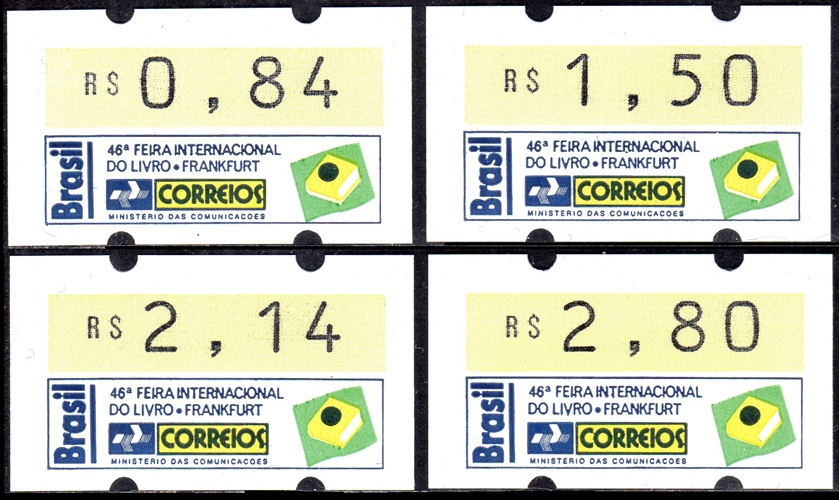 R$ 0,84
Brasil
46ª FEIRA INTERNACIONAL
DO LIVRO • FRANKFURT
CORREIOS
MINISTERIO DAS COMUNICACOES
R$ 1,50
Brasil
46ª FEIRA INTERNACIONAL
DO LIVRO • FRANKFURT
CORREIOS
MINISTERIO DAS COMUNICACOES
R$ 2,14
Brasil
46ª FEIRA INTERNACIONAL
DO LIVRO • FRANKFURT
CORREIOS
MINISTERIO DAS COMUNICACOES
R$ 2,80
Brasil
46ª FEIRA INTERNACIONAL
DO LIVRO • FRANKFURT
CORREIOS
MINISTERIO DAS COMUNICACOES